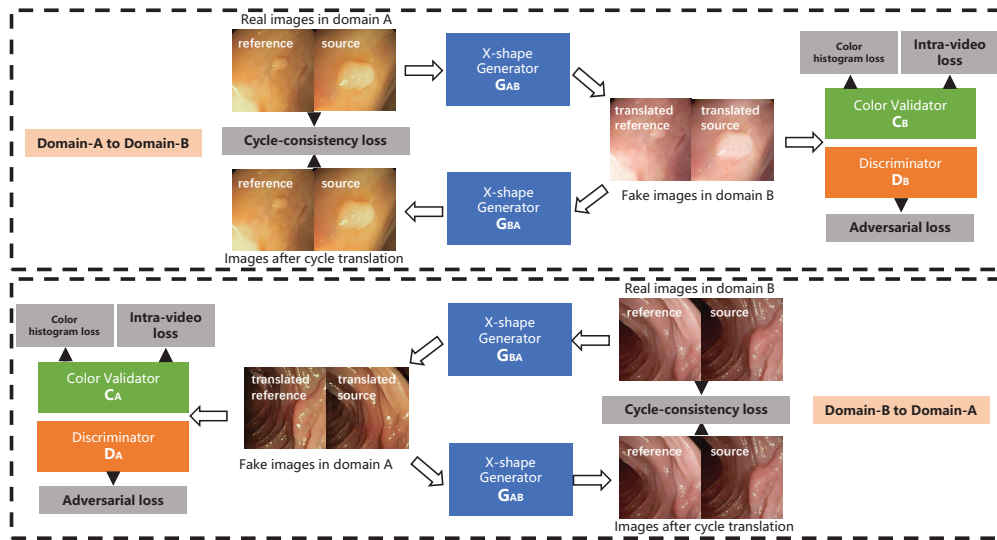 Real images in domain A
reference
source
X-shape
Generator
GAB
Color
histogram loss
Intra-video
loss
Color Validator
CB
translated
reference
translated
source
Domain-A to Domain-B
Cycle-consistency loss
Discriminator
DB
Fake images in domain B
reference
source
X-shape
Generator
GBA
Adversarial loss
Images after cycle translation
Real images in domain B
Color
histogram loss
Intra-video
loss
X-shape
Generator
GBA
reference
source
Color Validator
CA
translated
reference
translated
source
Cycle-consistency loss
Domain-B to Domain-A
Discriminator
DA
Fake images in domain A
X-shape
Generator
GAB
reference
source
Adversarial loss
Images after cycle translation